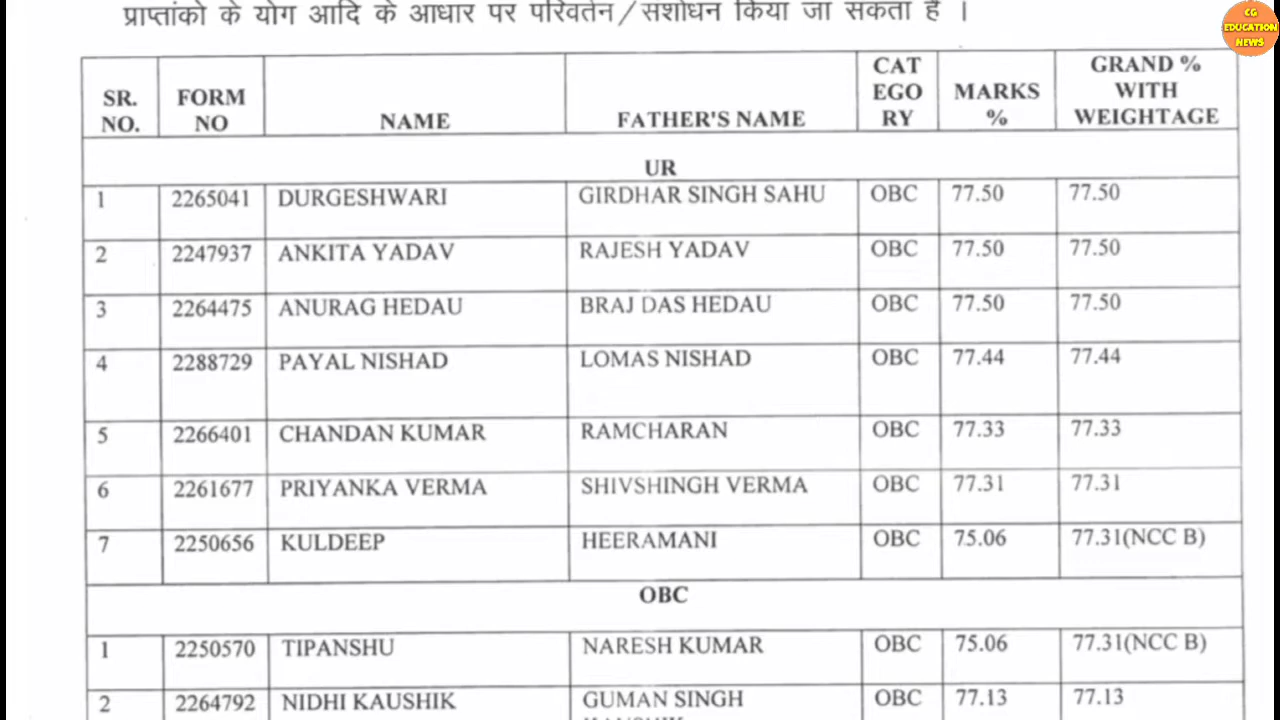 प्राप्तांको के योग आदि के आधार पर परिवर्तन/संशोधन किया जा सकता है ।
CG
EDUCATION
NEWS
SR. NO. FORM NO NAME FATHER'S NAME CATEGORY MARKS % GRAND % WITH WEIGHTAGE
UR
1 2265041 DURGESHWARI GIRDHAR SINGH SAHU OBC 77.50 77.50
2 2247937 ANKITA YADAV RAJESH YADAV OBC 77.50 77.50
3 2264475 ANURAG HEDAU BRAJ DAS HEDAU OBC 77.50 77.50
4 2288729 PAYAL NISHAD LOMAS NISHAD OBC 77.44 77.44
5 2266401 CHANDAN KUMAR RAMCHARAN OBC 77.33 77.33
6 2261677 PRIYANKA VERMA SHIVSHINGH VERMA OBC 77.31 77.31
7 2250656 KULDEEP HEERAMANI OBC 75.06 77.31(NCC B)
OBC
1 2250570 TIPANSHU NARESH KUMAR OBC 75.06 77.31(NCC B)
2 2264792 NIDHI KAUSHIK GUMAN SINGH OBC 77.13 77.13